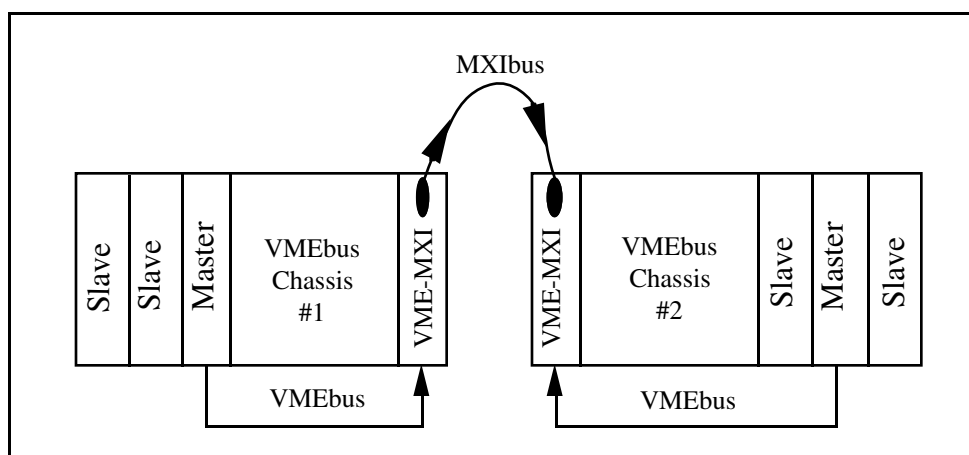 MXIbus
Slave
Slave
Master
VMEbus
Chassis
#1
VME-MXI
VME-MXI
VMEbus
Chassis
#2
Slave
Master
Slave
VMEbus
VMEbus